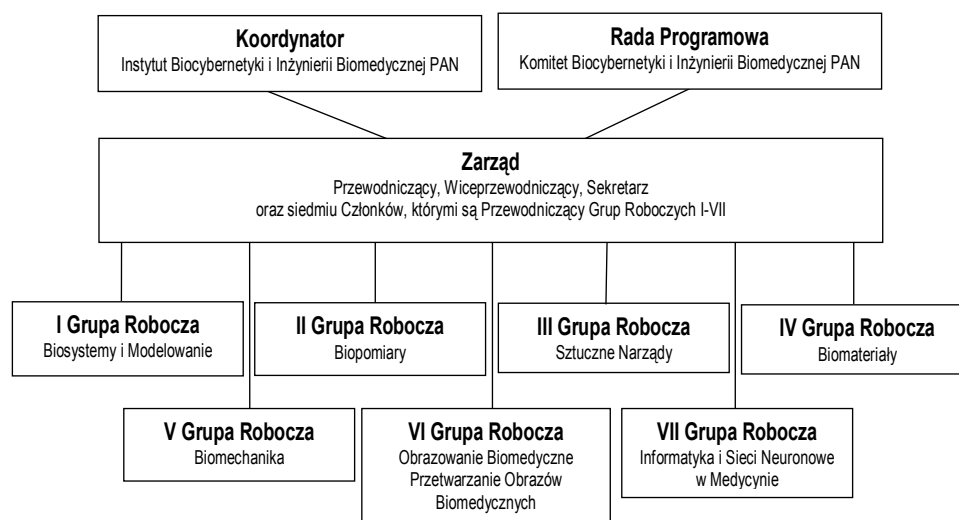 Koordynator
Instytut Biocybernetyki i Inżynierii Biomedycznej PAN
Rada Programowa
Komitet Biocybernetyki i Inżynierii Biomedycznej PAN
Zarząd
Przewodniczący, Wiceprzewodniczący, Sekretarz
oraz siedmiu Członków, którymi są Przewodniczący Grup Roboczych I-VII
I Grupa Robocza
Biosystemy i Modelowanie
II Grupa Robocza
Biopomiary
III Grupa Robocza
Sztuczne Narządy
IV Grupa Robocza
Biomateriały
V Grupa Robocza
Biomechanika
VI Grupa Robocza
Obrazowanie Biomedyczne
Przetwarzanie Obrazów
Biomedycznych
VII Grupa Robocza
Informatyka i Sieci Neuronowe
w Medycynie